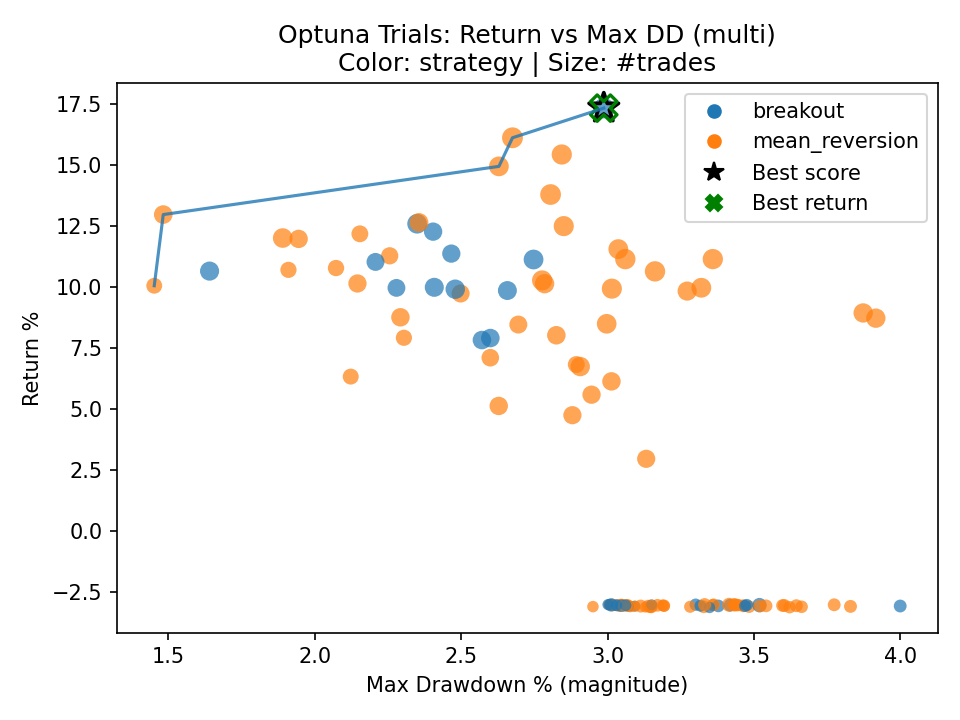 Optuna Trials: Return vs Max DD (multi)
Color: strategy | Size: #trades
17.5
15.0
12.5
10.0
7.5
5.0
2.5
0.0
−2.5
Return %
breakout
mean_reversion
Best score
Best return
1.5
2.0
2.5
3.0
3.5
4.0
Max Drawdown % (magnitude)